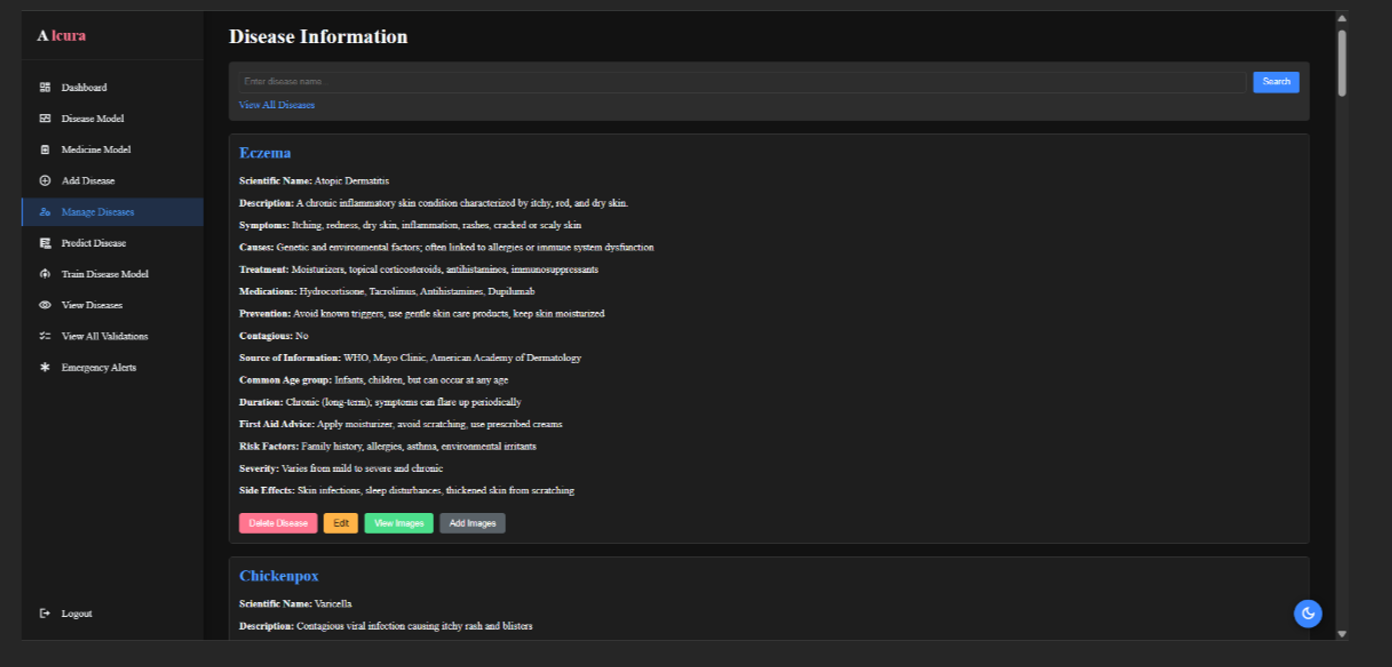 Alcura
Dashboard
Disease Model
Medicine Model
Add Disease
Manage Diseases
Predict Disease
Train Disease Model
View Diseases
View All Validations
Emergency Alerts
Logout
Disease Information
Enter disease name...
Search
View All Diseases
Eczema
Scientific Name: Atopic Dermatitis
Description: A chronic inflammatory skin condition characterized by itchy, red, and dry skin.
Symptoms: Itching, redness, dry skin, inflammation, rashes, cracked or scaly skin
Causes: Genetic and environmental factors; often linked to allergies or immune system dysfunction
Treatment: Moisturizers, topical corticosteroids, antihistamines, immunosuppressants
Medications: Hydrocortisone, Tacrolimus, Antihistamines, Dupilumab
Prevention: Avoid known triggers, use gentle skin care products, keep skin moisturized
Contagious: No
Source of Information: WHO, Mayo Clinic, American Academy of Dermatology
Common Age group: Infants, children, but can occur at any age
Duration: Chronic (long-term), symptoms can flare up periodically
First Aid Advice: Apply moisturizer, avoid scratching, use prescribed creams
Risk Factors: Family history, allergies, asthma, environmental irritants
Severity: Varies from mild to severe and chronic
Side Effects: Skin infections, sleep disturbances, thickened skin from scratching
Delete Disease Edit View Images Add Images
Chickenpox
Scientific Name: Varicella
Description: Contagious viral infection causing itchy rash and blisters